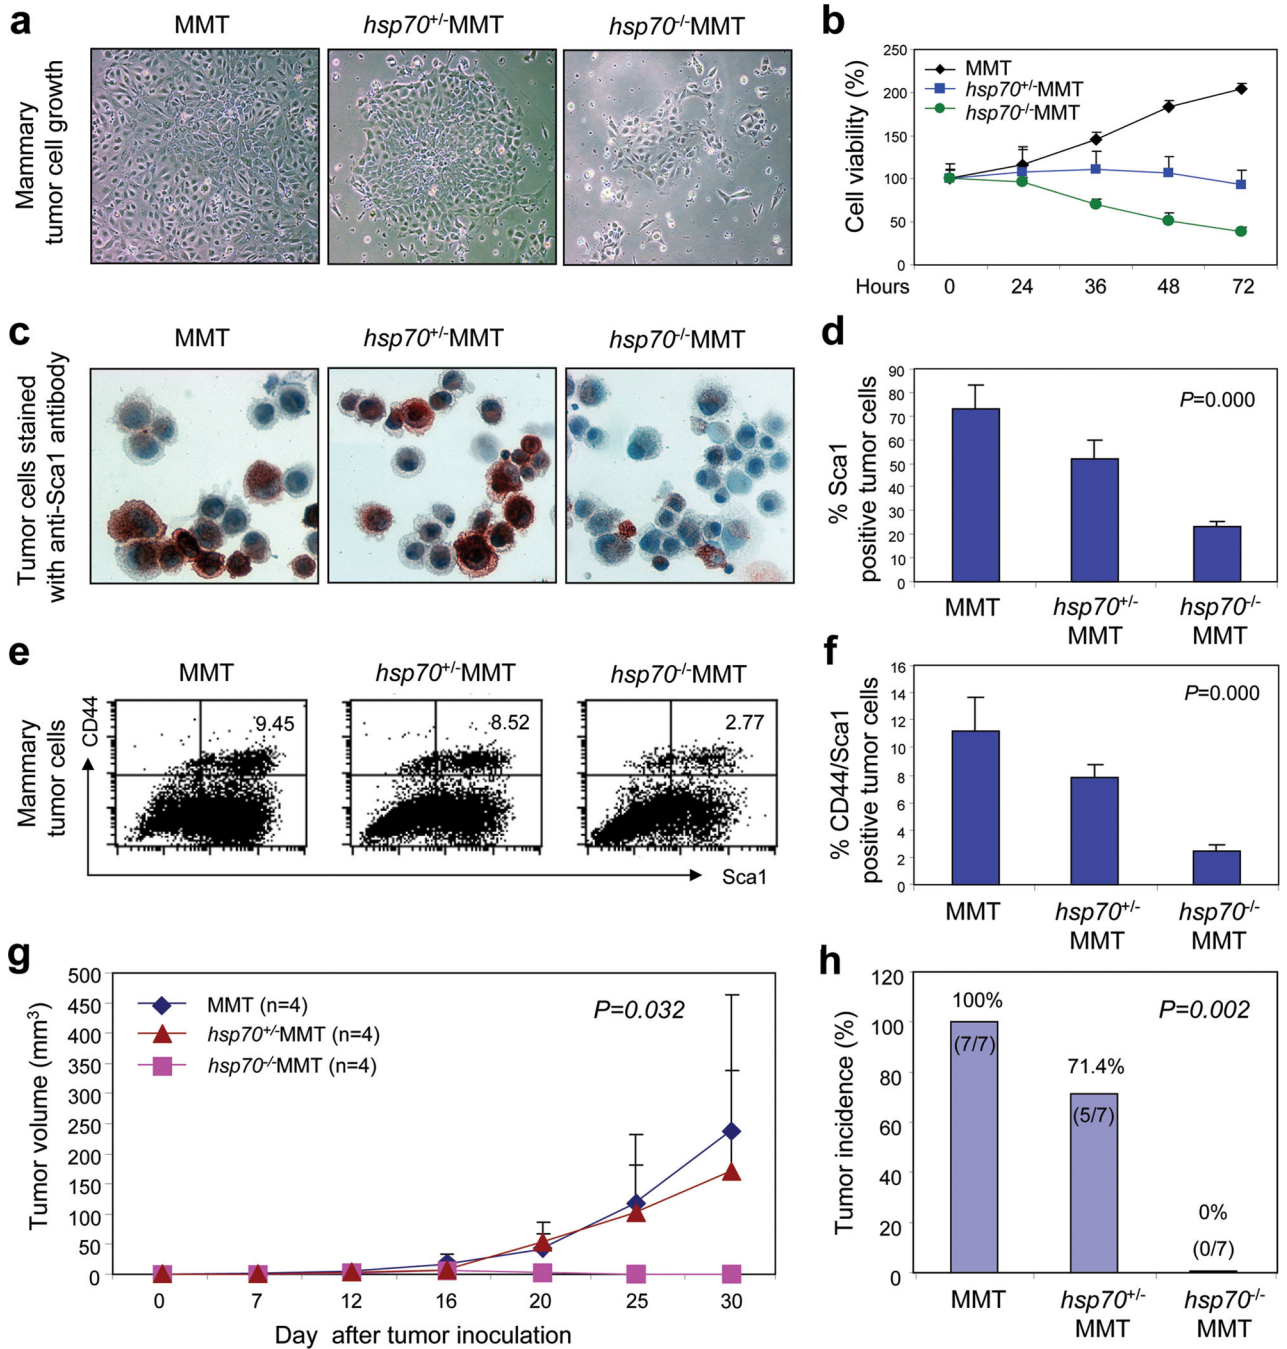 a
MMT
hsp70+/-MMT
hsp70-/-MMT
Mammary
tumor cell growth
b
Cell viability (%)
250
200
150
100
50
0
MMT
hsp70+/-MMT
hsp70-/-MMT
Hours 0 24 36 48 72
c
MMT
hsp70+/-MMT
hsp70-/-MMT
Tumor cells stained
with anti-Sca1 antibody
d
% Sca1
positive tumor cells
90
80
70
60
50
40
30
20
10
0
P=0.000
MMT
hsp70+/-
MMT
hsp70-/-
MMT
e
MMT
hsp70+/-MMT
hsp70-/-MMT
Mammary
tumor cells
CD44
9.45
8.52
2.77
Sca1
f
% CD44/Sca1
positive tumor cells
16
14
12
10
8
6
4
2
0
P=0.000
MMT
hsp70+/-
MMT
hsp70-/-
MMT
g
Tumor volume (mm3)
500
450
400
350
300
250
200
150
100
50
0
MMT (n=4)
hsp70+/-MMT (n=4)
hsp70-/-MMT (n=4)
P=0.032
0 7 12 16 20 25 30
Day after tumor inoculation
h
Tumor incidence (%)
120
100
80
60
40
20
0
100%
(7/7)
71.4%
(5/7)
0%
(0/7)
P=0.002
MMT
hsp70+/-
MMT
hsp70-/-
MMT